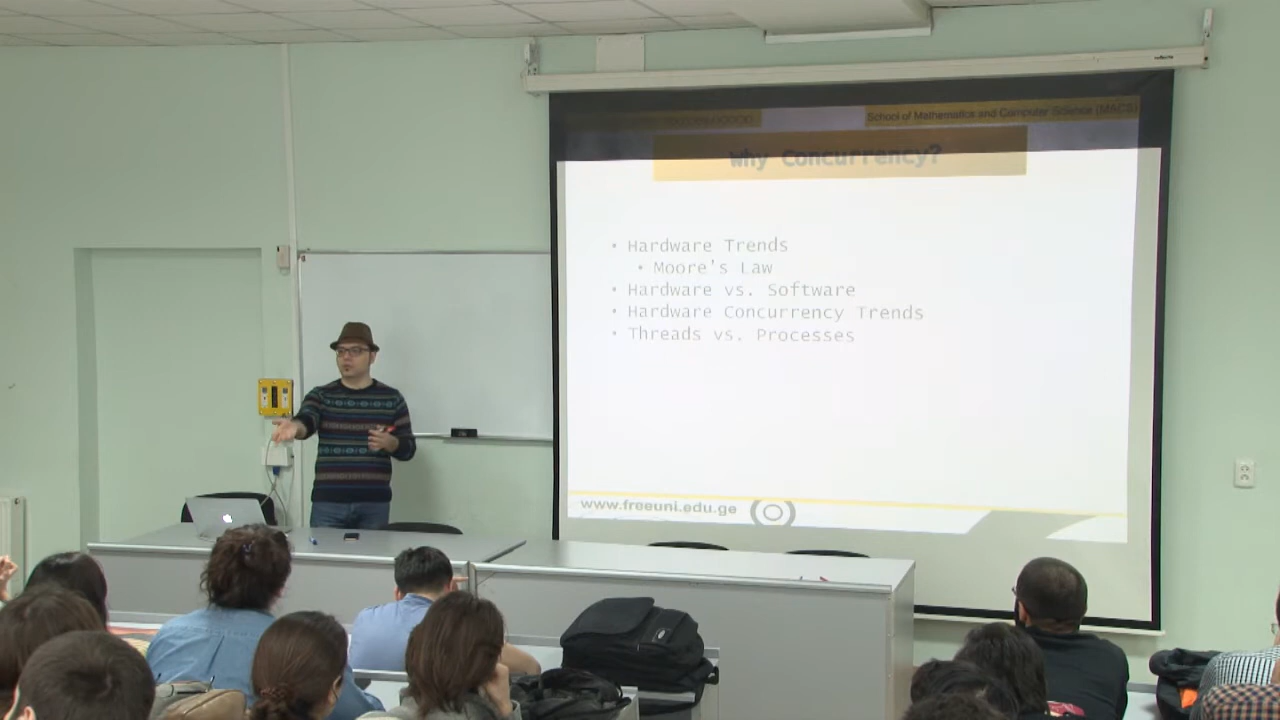 School of Mathematics and Computer Science (MACS)
Why Concurrency?
• Hardware Trends
• Moore's Law
• Hardware vs. Software
• Hardware Concurrency Trends
• Threads vs. Processes
www.freeuni.edu.ge